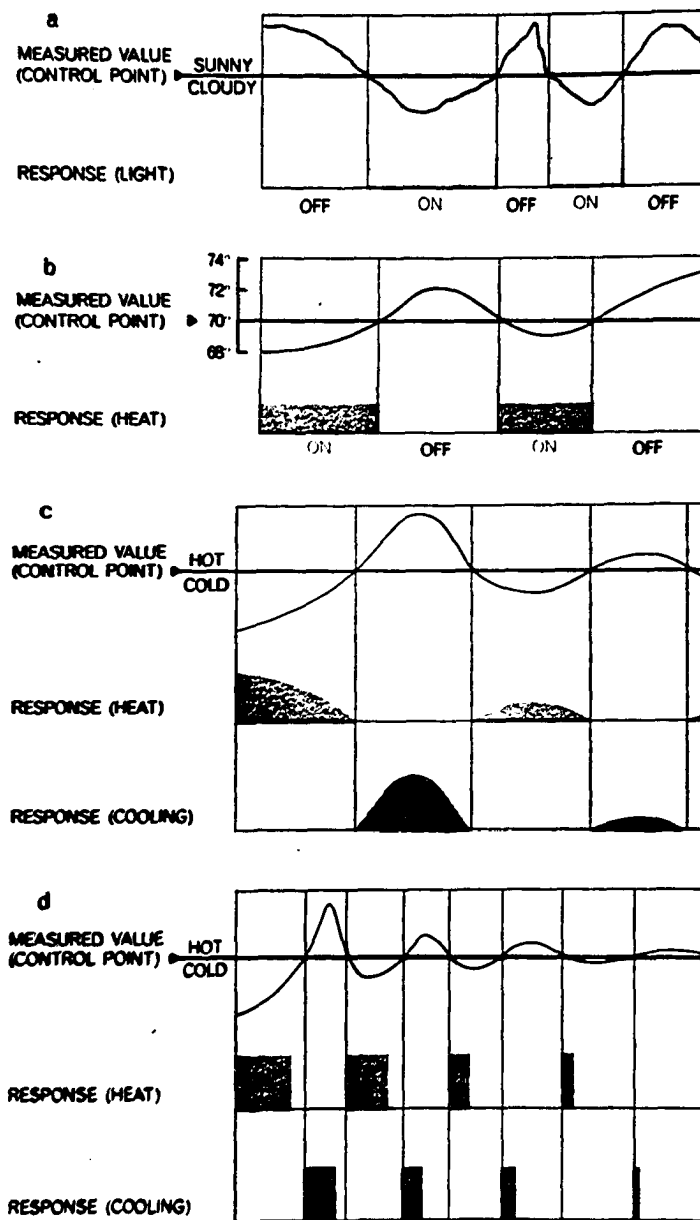 a
MEASURED VALUE
(CONTROL POINT) SUNNY
CLOUDY
RESPONSE (LIGHT)
OFF ON OFF ON OFF
b
74°
72°
MEASURED VALUE
(CONTROL POINT) 70°
68°
RESPONSE (HEAT)
ON OFF ON OFF
c
MEASURED VALUE
(CONTROL POINT) HOT
COLD
RESPONSE (HEAT)
RESPONSE (COOLING)
d
MEASURED VALUE
(CONTROL POINT) HOT
COLD
RESPONSE (HEAT)
RESPONSE (COOLING)